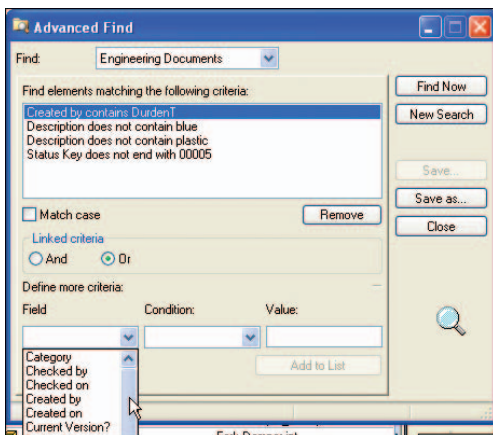 Advanced Find
Find:
Engineering Documents
Find elements matching the following criteria:
Created by contains DurdenT
Description does not contain blue
Description does not contain plastic
Status Key does not end with 00005
Match case
Remove
Linked criteria
And
Or
Define more criteria:
Field
Condition:
Value:
Add to List
Category
Checked by
Checked on
Created by
Created on
Current Version?
Find Now
New Search
Save...
Save as...
Close